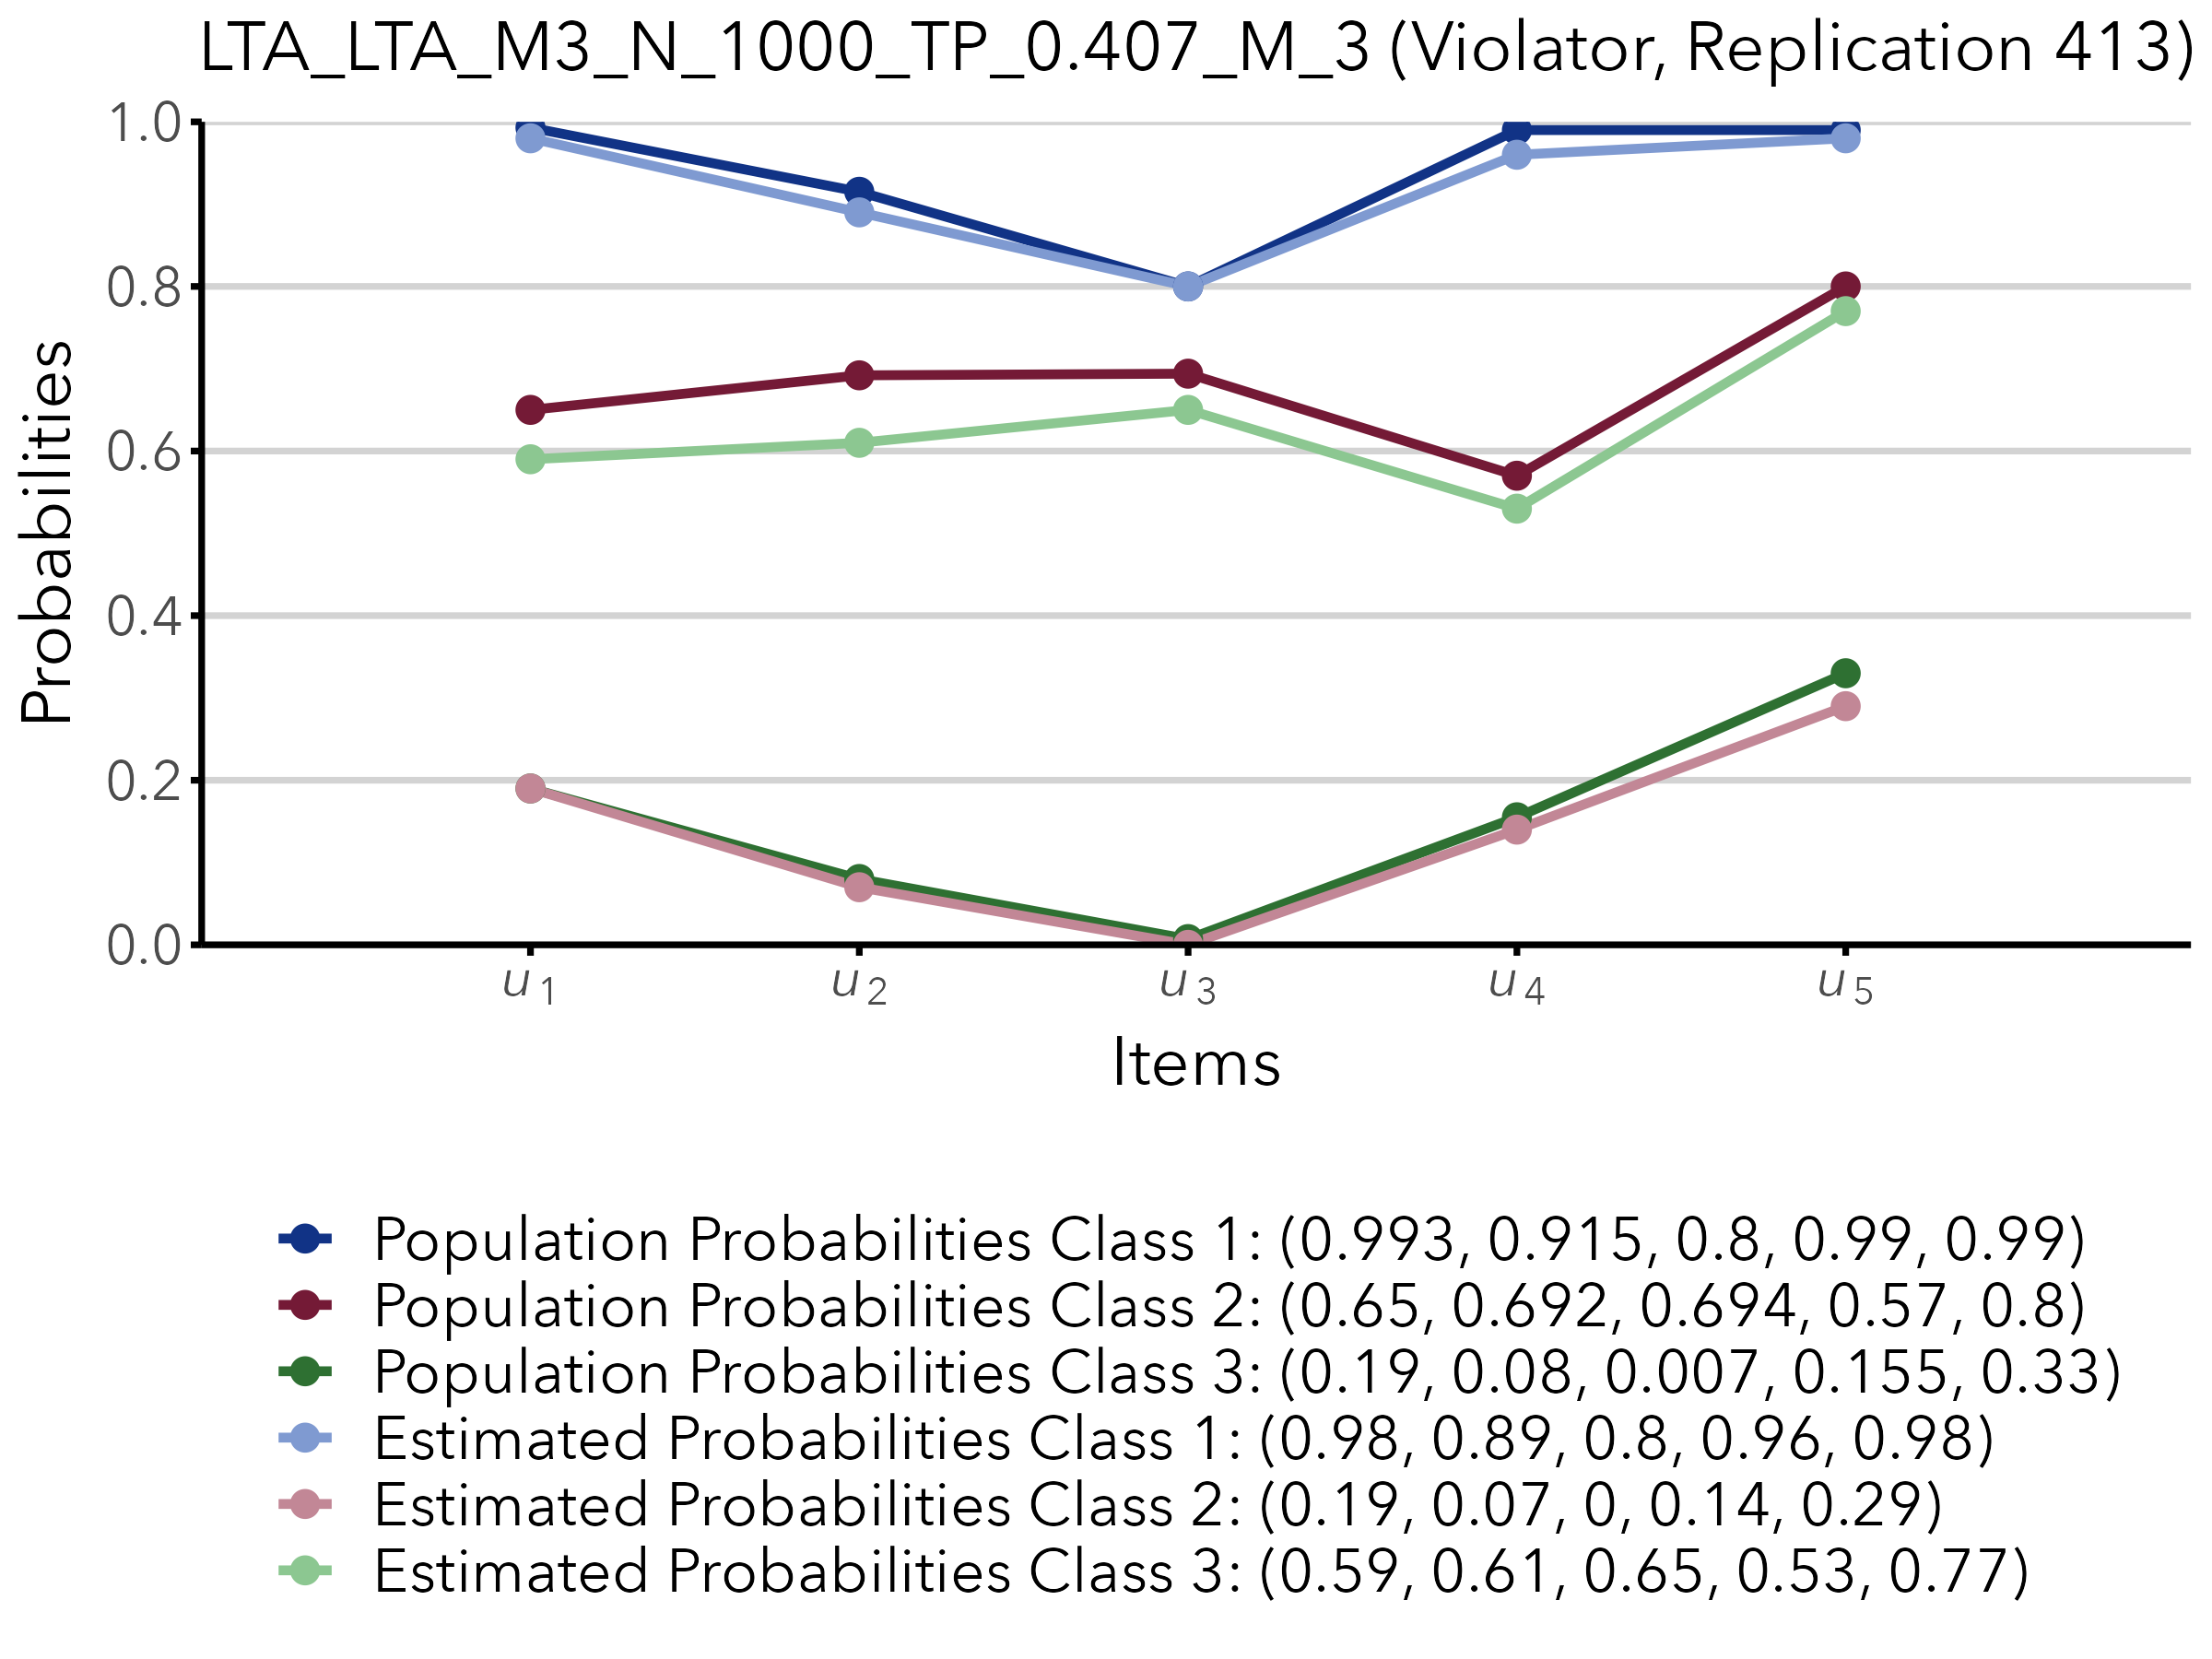 LTA_LTA_M3_N_1000_TP_0.407_M_3 (Violator, Replication 413)
1.0
0.8
0.6
0.4
0.2
0.0
Probabilities
u1 u2 u3 u4 u5
Items
Population Probabilities Class 1: (0.993, 0.915, 0.8, 0.99, 0.99)
Population Probabilities Class 2: (0.65, 0.692, 0.694, 0.57, 0.8)
Population Probabilities Class 3: (0.19, 0.08, 0.007, 0.155, 0.33)
Estimated Probabilities Class 1: (0.98, 0.89, 0.8, 0.96, 0.98)
Estimated Probabilities Class 2: (0.19, 0.07, 0, 0.14, 0.29)
Estimated Probabilities Class 3: (0.59, 0.61, 0.65, 0.53, 0.77)